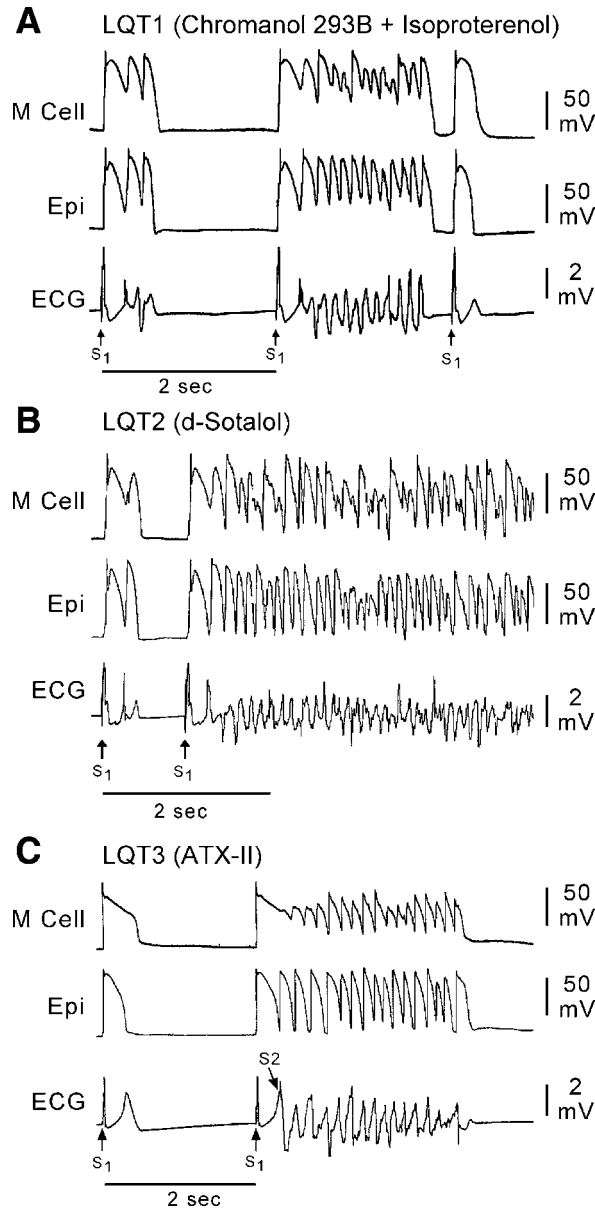 A LQT1 (Chromanol 293B + Isoproterenol)
M Cell
50
mV
Epi
50
mV
ECG
2
mV
S1
S1
S1
2 sec
B LQT2 (d-Sotalol)
M Cell
50
mV
Epi
50
mV
ECG
2
mV
S1
S1
2 sec
C LQT3 (ATX-II)
M Cell
50
mV
Epi
50
mV
S2
ECG
2
mV
S1
S1
2 sec